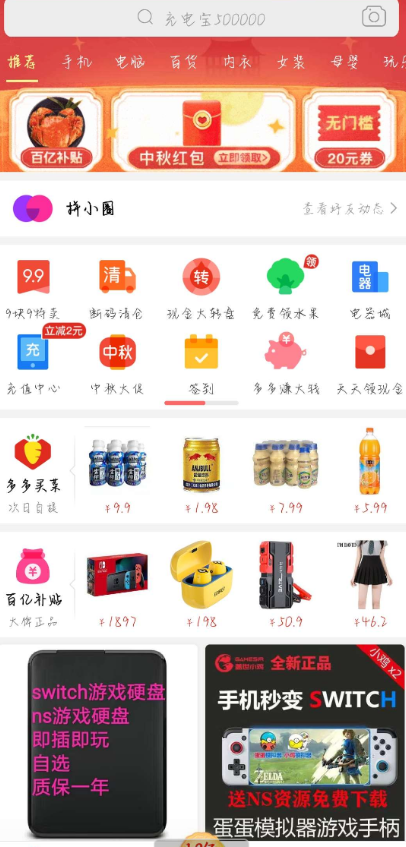 充电宝500000
推荐 手机 电脑 百货 内衣 女装 母婴 玩乐
百亿补贴 中秋红包 立即领取> 无门槛 20元券
拼小圈 查看好友动态 >
9.9 清 转 领 电器
9块9特卖 断码清仓 现金大转盘 免费领水果 电器城
立减2元
充 中秋
充值中心 中秋大促 签到 多多赚大钱 天天领现金
多多买菜
次日自提
¥9.9 ¥1.98 ¥7.99 ¥5.99
百亿补贴
大牌正品
¥1897 ¥198 ¥50.9 ¥46.2
switch游戏硬盘
ns游戏硬盘
即插即玩
自选
质保一年
GAMESIR
盖世小鸡 全新正品
小鸡 X2
手机秒变 SWITCH
ZELDA
送NS资源免费下载
蛋蛋模拟器游戏手柄